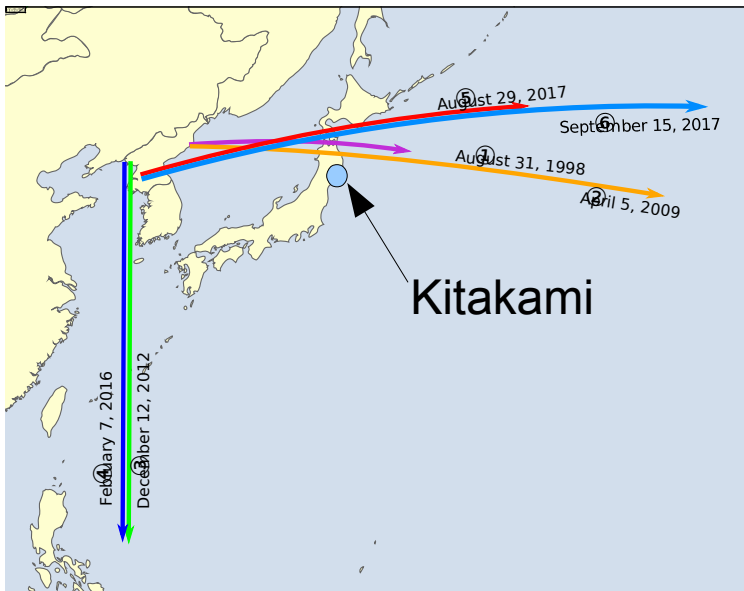 ⑤
August 29, 2017
⑥
September 15, 2017
①
August 31, 1998
②
April 5, 2009
Kitakami
④
February 7, 2016
③
December 12, 2012